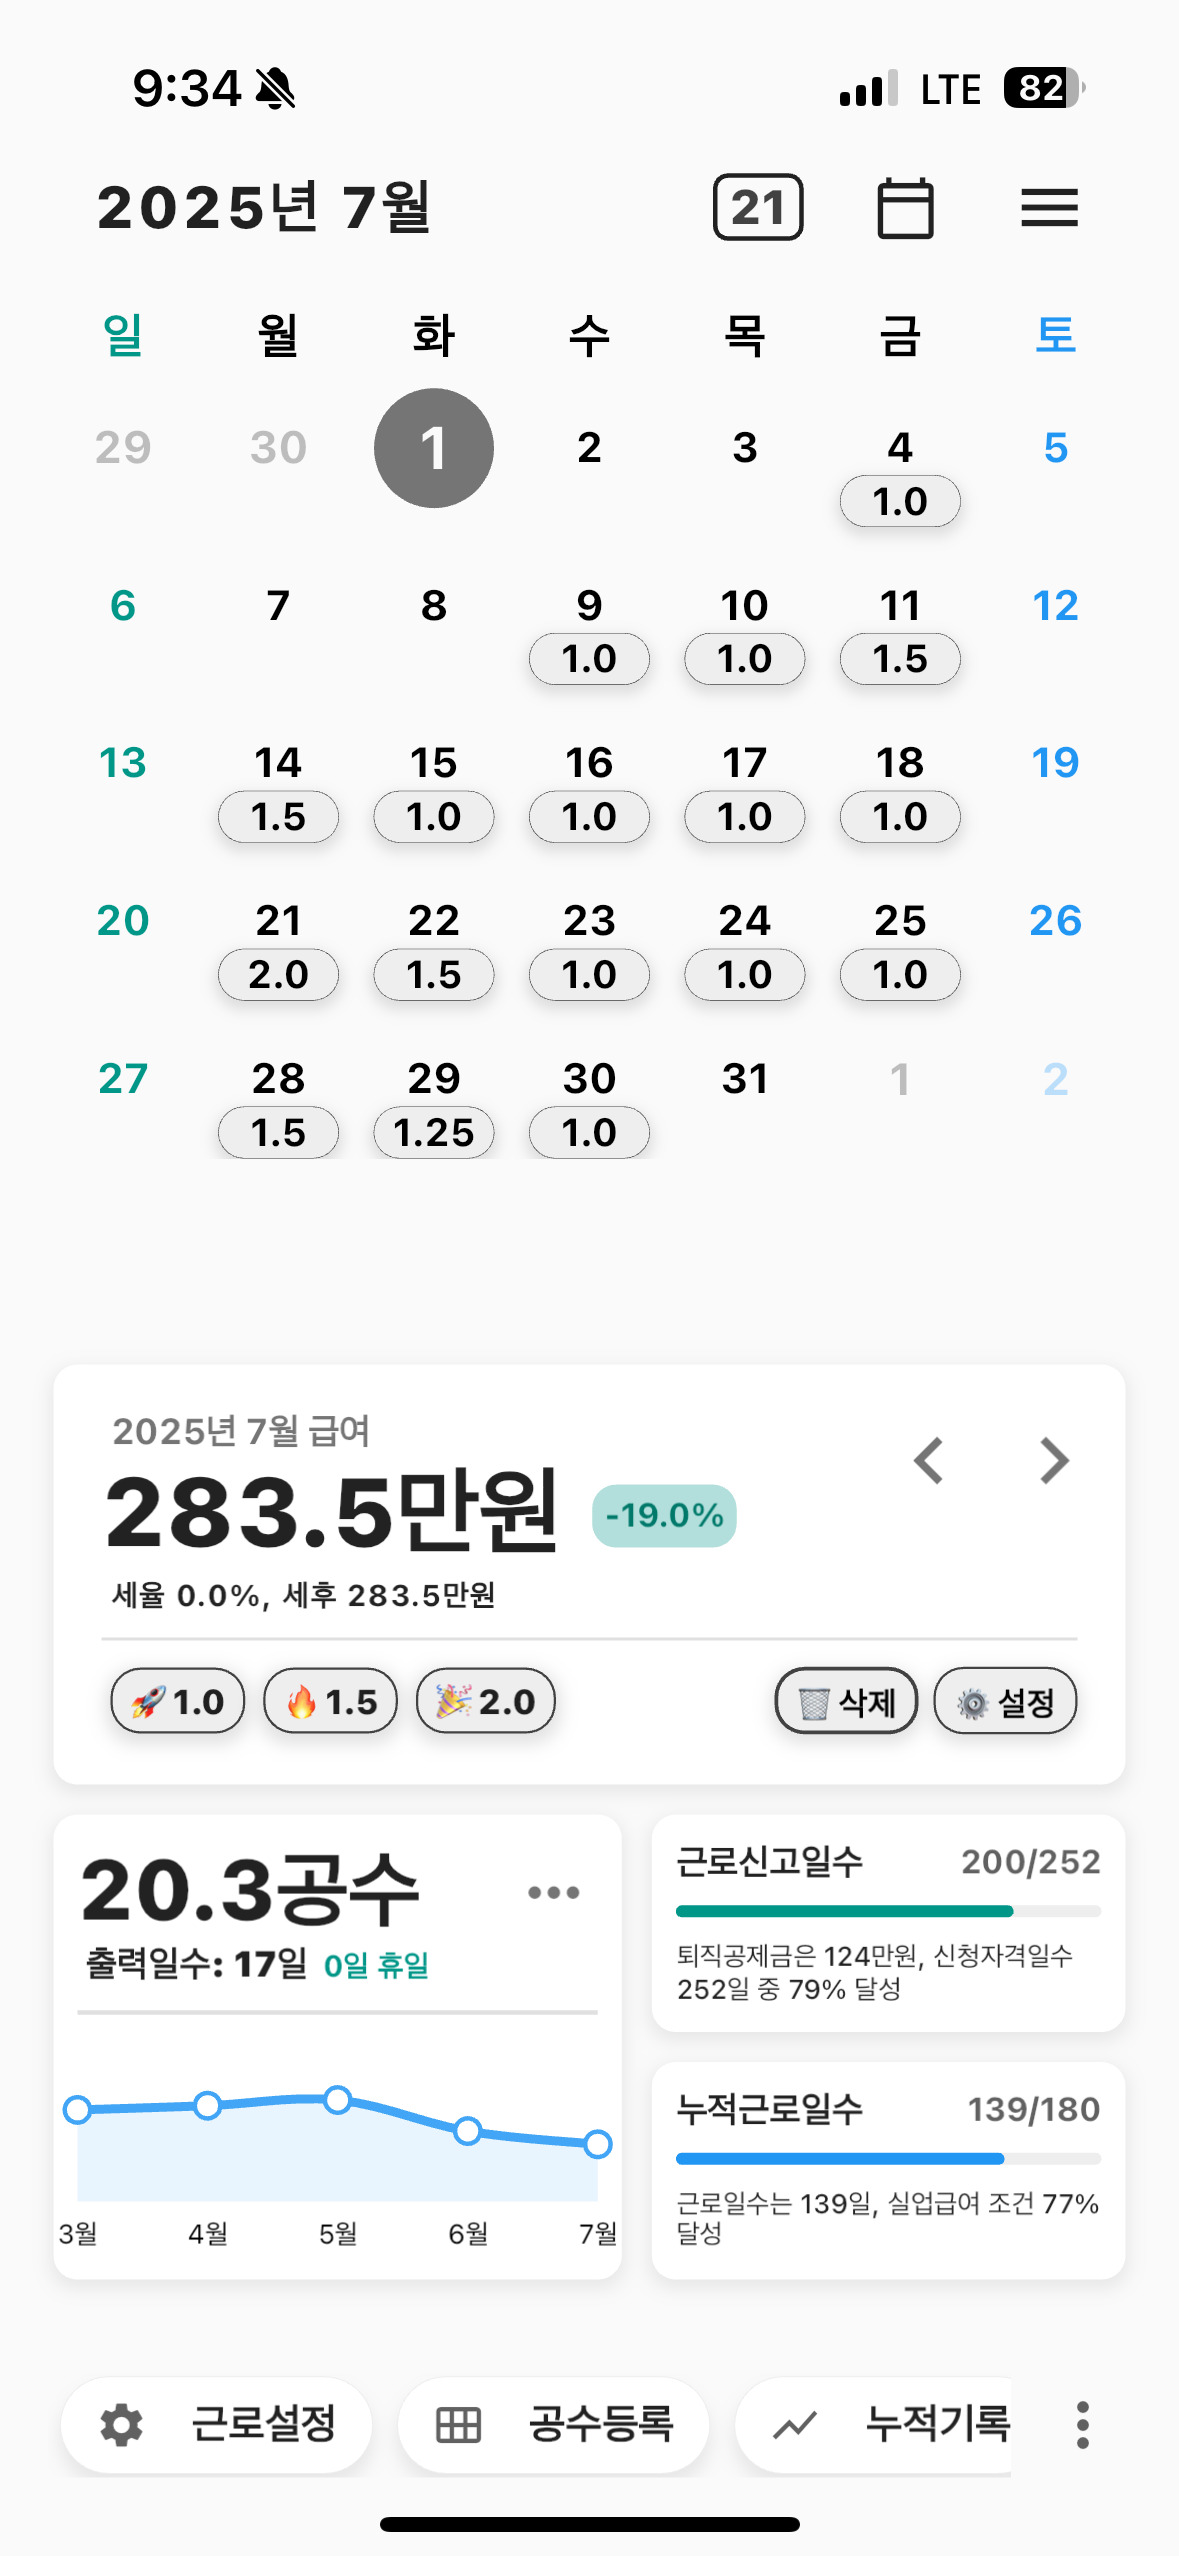 9:34 LTE 82
2025년 7월 21
일 월 화 수 목 금 토
29 30 1 2 3 4 5
1.0
6 7 8 9 10 11 12
1.0 1.0 1.5
13 14 15 16 17 18 19
1.5 1.0 1.0 1.0 1.0
20 21 22 23 24 25 26
2.0 1.5 1.0 1.0 1.0
27 28 29 30 31 1 2
1.5 1.25 1.0
2025년 7월 급여
283.5만원 -19.0%
세율 0.0%, 세후 283.5만원
🚀1.0 🔥1.5 🎉2.0 🗑️삭제 ⚙️설정
20.3공수
출력일수: 17일 0일 휴일
3월 4월 5월 6월 7월
근로신고일수 200/252
퇴직공제금은 124만원, 신청자격일수
252일 중 79% 달성
누적근로일수 139/180
근로일수는 139일, 실업급여 조건 77%
달성
근로설정 공수등록 누적기록